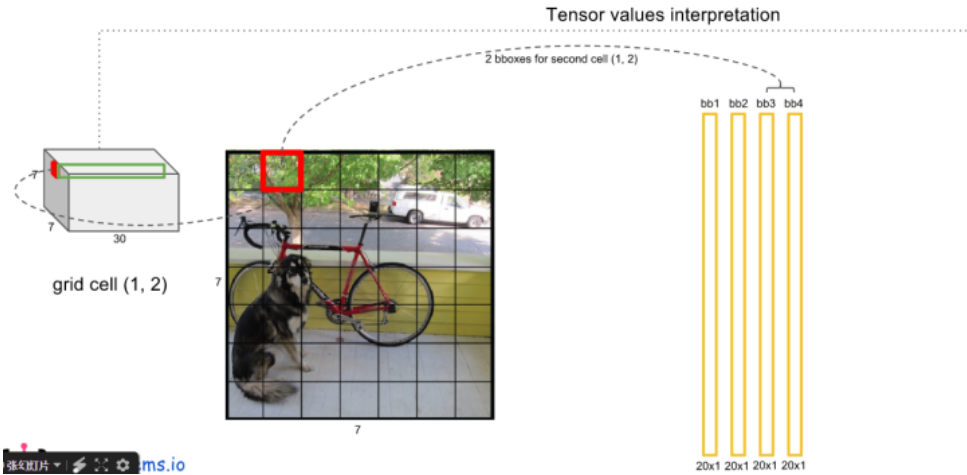 Tensor values interpretation
2 bboxes for second cell (1, 2)
bb1 bb2 bb3 bb4
7
7
30
grid cell (1, 2)
7
7
20x1 20x1 20x1 20x1
张幻灯片
ms.io